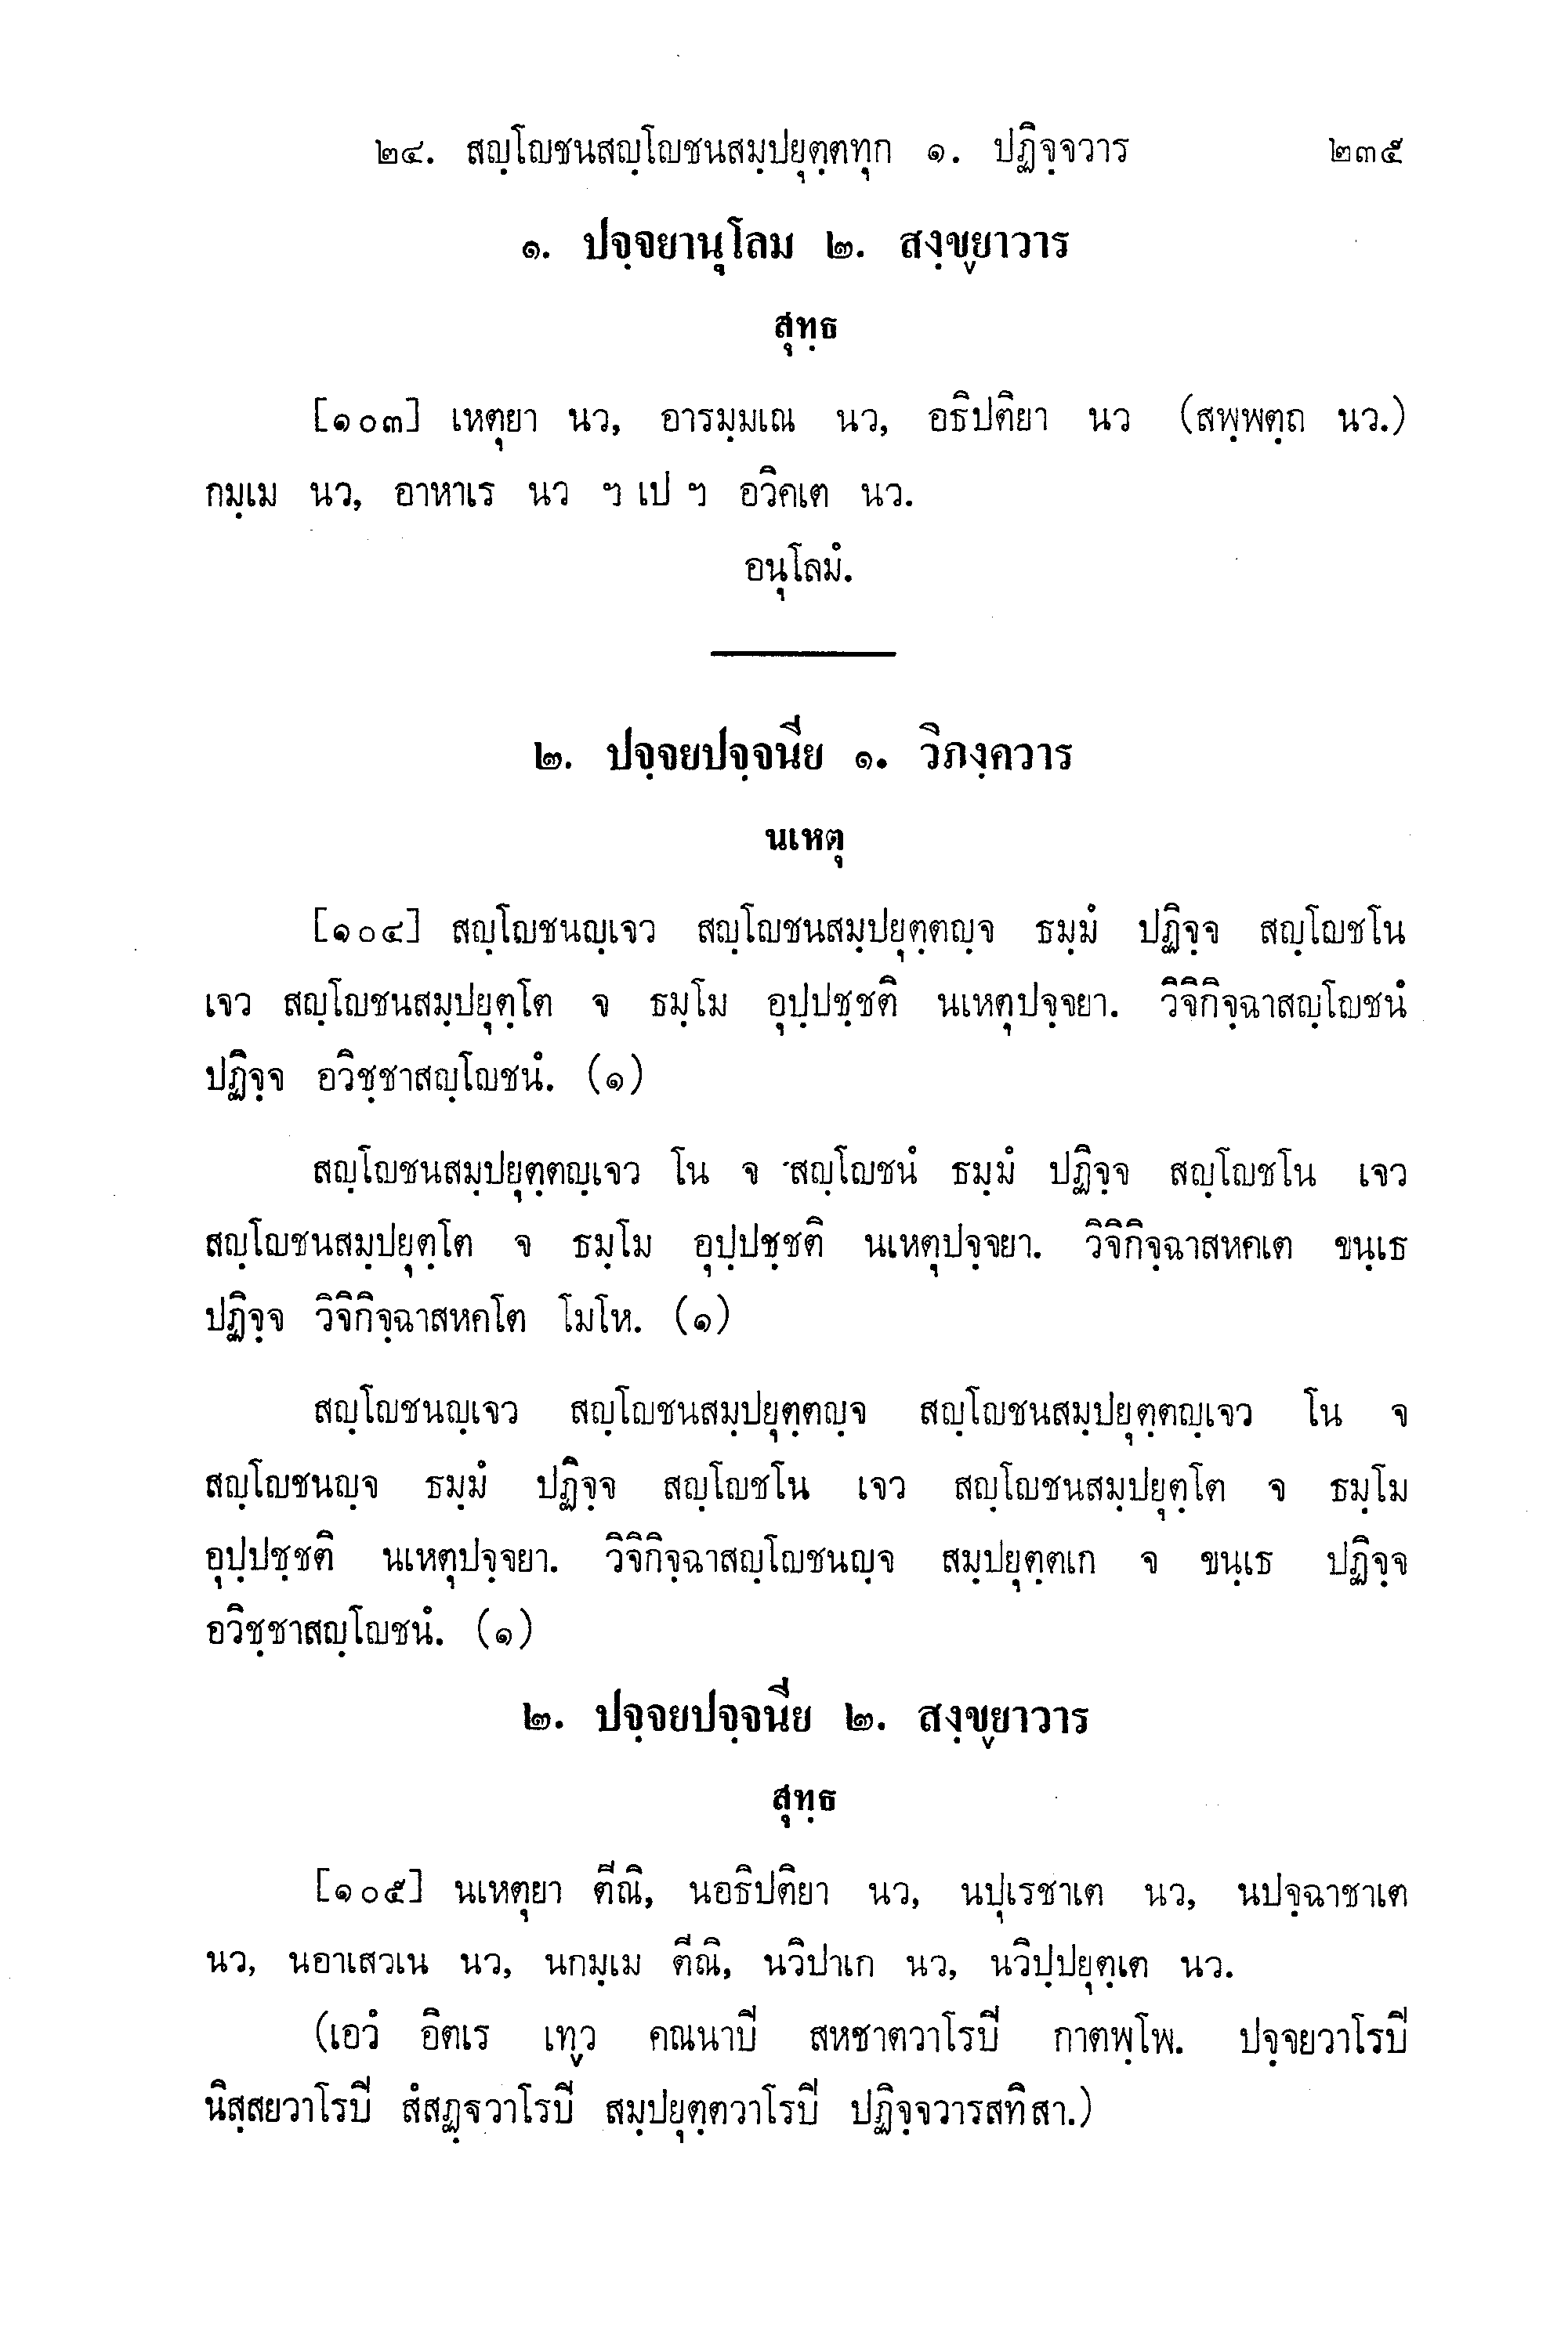 ๒๔. สญฺโญชนสญฺโญชนสมฺปยุตฺตทุก ๑. ปฏิจฺจวาร ๒๓๕
๑. ปจฺจยานุโลม ๒. สงฺขฺยาวาร
สุทฺธ
[๑๐๓] เหตุยา นว, อารมฺมเณ นว, อธิปติยา นว (สพฺพตฺถ นว.)
กมฺเม นว, อาหาเร นว ฯ เป ฯ อวิคเต นว.
อนุโลมํ.
๒. ปจฺจยปจฺจนีย ๑. วิภงฺควาร
นเหตุ
[๑๐๔] สญฺโญชนญฺเจว สญฺโญชนสมฺปยุตฺตญฺจ ธมฺมํ ปฏิจฺจ สญฺโญชโน
เจว สญฺโญชนสมฺปยุตฺโต จ ธมฺโม อุปฺปชฺชติ นเหตุปจฺจยา. วิจิกิจฺฉาสญฺโญชนํ
ปฏิจฺจ อวิชฺชาสญฺโญชนํ. (๑)
สญฺโญชนสมฺปยุตฺตญฺเจว โน จ สญฺโญชนํ ธมฺมํ ปฏิจฺจ สญฺโญชโน เจว
สญฺโญชนสมฺปยุตฺโต จ ธมฺโม อุปฺปชฺชติ นเหตุปจฺจยา. วิจิกิจฺฉาสหคเต ขนฺเธ
ปฏิจฺจ วิจิกิจฺฉาสหคโต โมโห. (๑)
สญฺโญชนญฺเจว สญฺโญชนสมฺปยุตฺตญฺจ สญฺโญชนสมฺปยุตฺตญฺเจว โน จ
สญฺโญชนญฺจ ธมฺมํ ปฏิจฺจ สญฺโญชโน เจว สญฺโญชนสมฺปยุตฺโต จ ธมฺโม
อุปฺปชฺชติ นเหตุปจฺจยา. วิจิกิจฺฉาสญฺโญชนญฺจ สมฺปยุตฺตเก จ ขนฺเธ ปฏิจฺจ
อวิชฺชาสญฺโญชนํ. (๑)
๒. ปจฺจยปจฺจนีย ๒. สงฺขฺยาวาร
สุทฺธ
[๑๐๕] นเหตุยา ตีณิ, นอธิปติยา นว, นปุเรชาเต นว, นปจฺฉาชาเต
นว, นอาเสวเน นว, นกมฺเม ตีณิ, นวิปาเก นว, นวิปฺปยุตฺเต นว.
(เอวํ อิตเร เทฺว คณนาปี สหชาตวาโรปี กาตพฺโพ. ปจฺจยวาโรปี
นิสฺสยวาโรปี สํสฏฺฐวาโรปี สมฺปยุตฺตวาโรปี ปฏิจฺจวารสทิสา.)